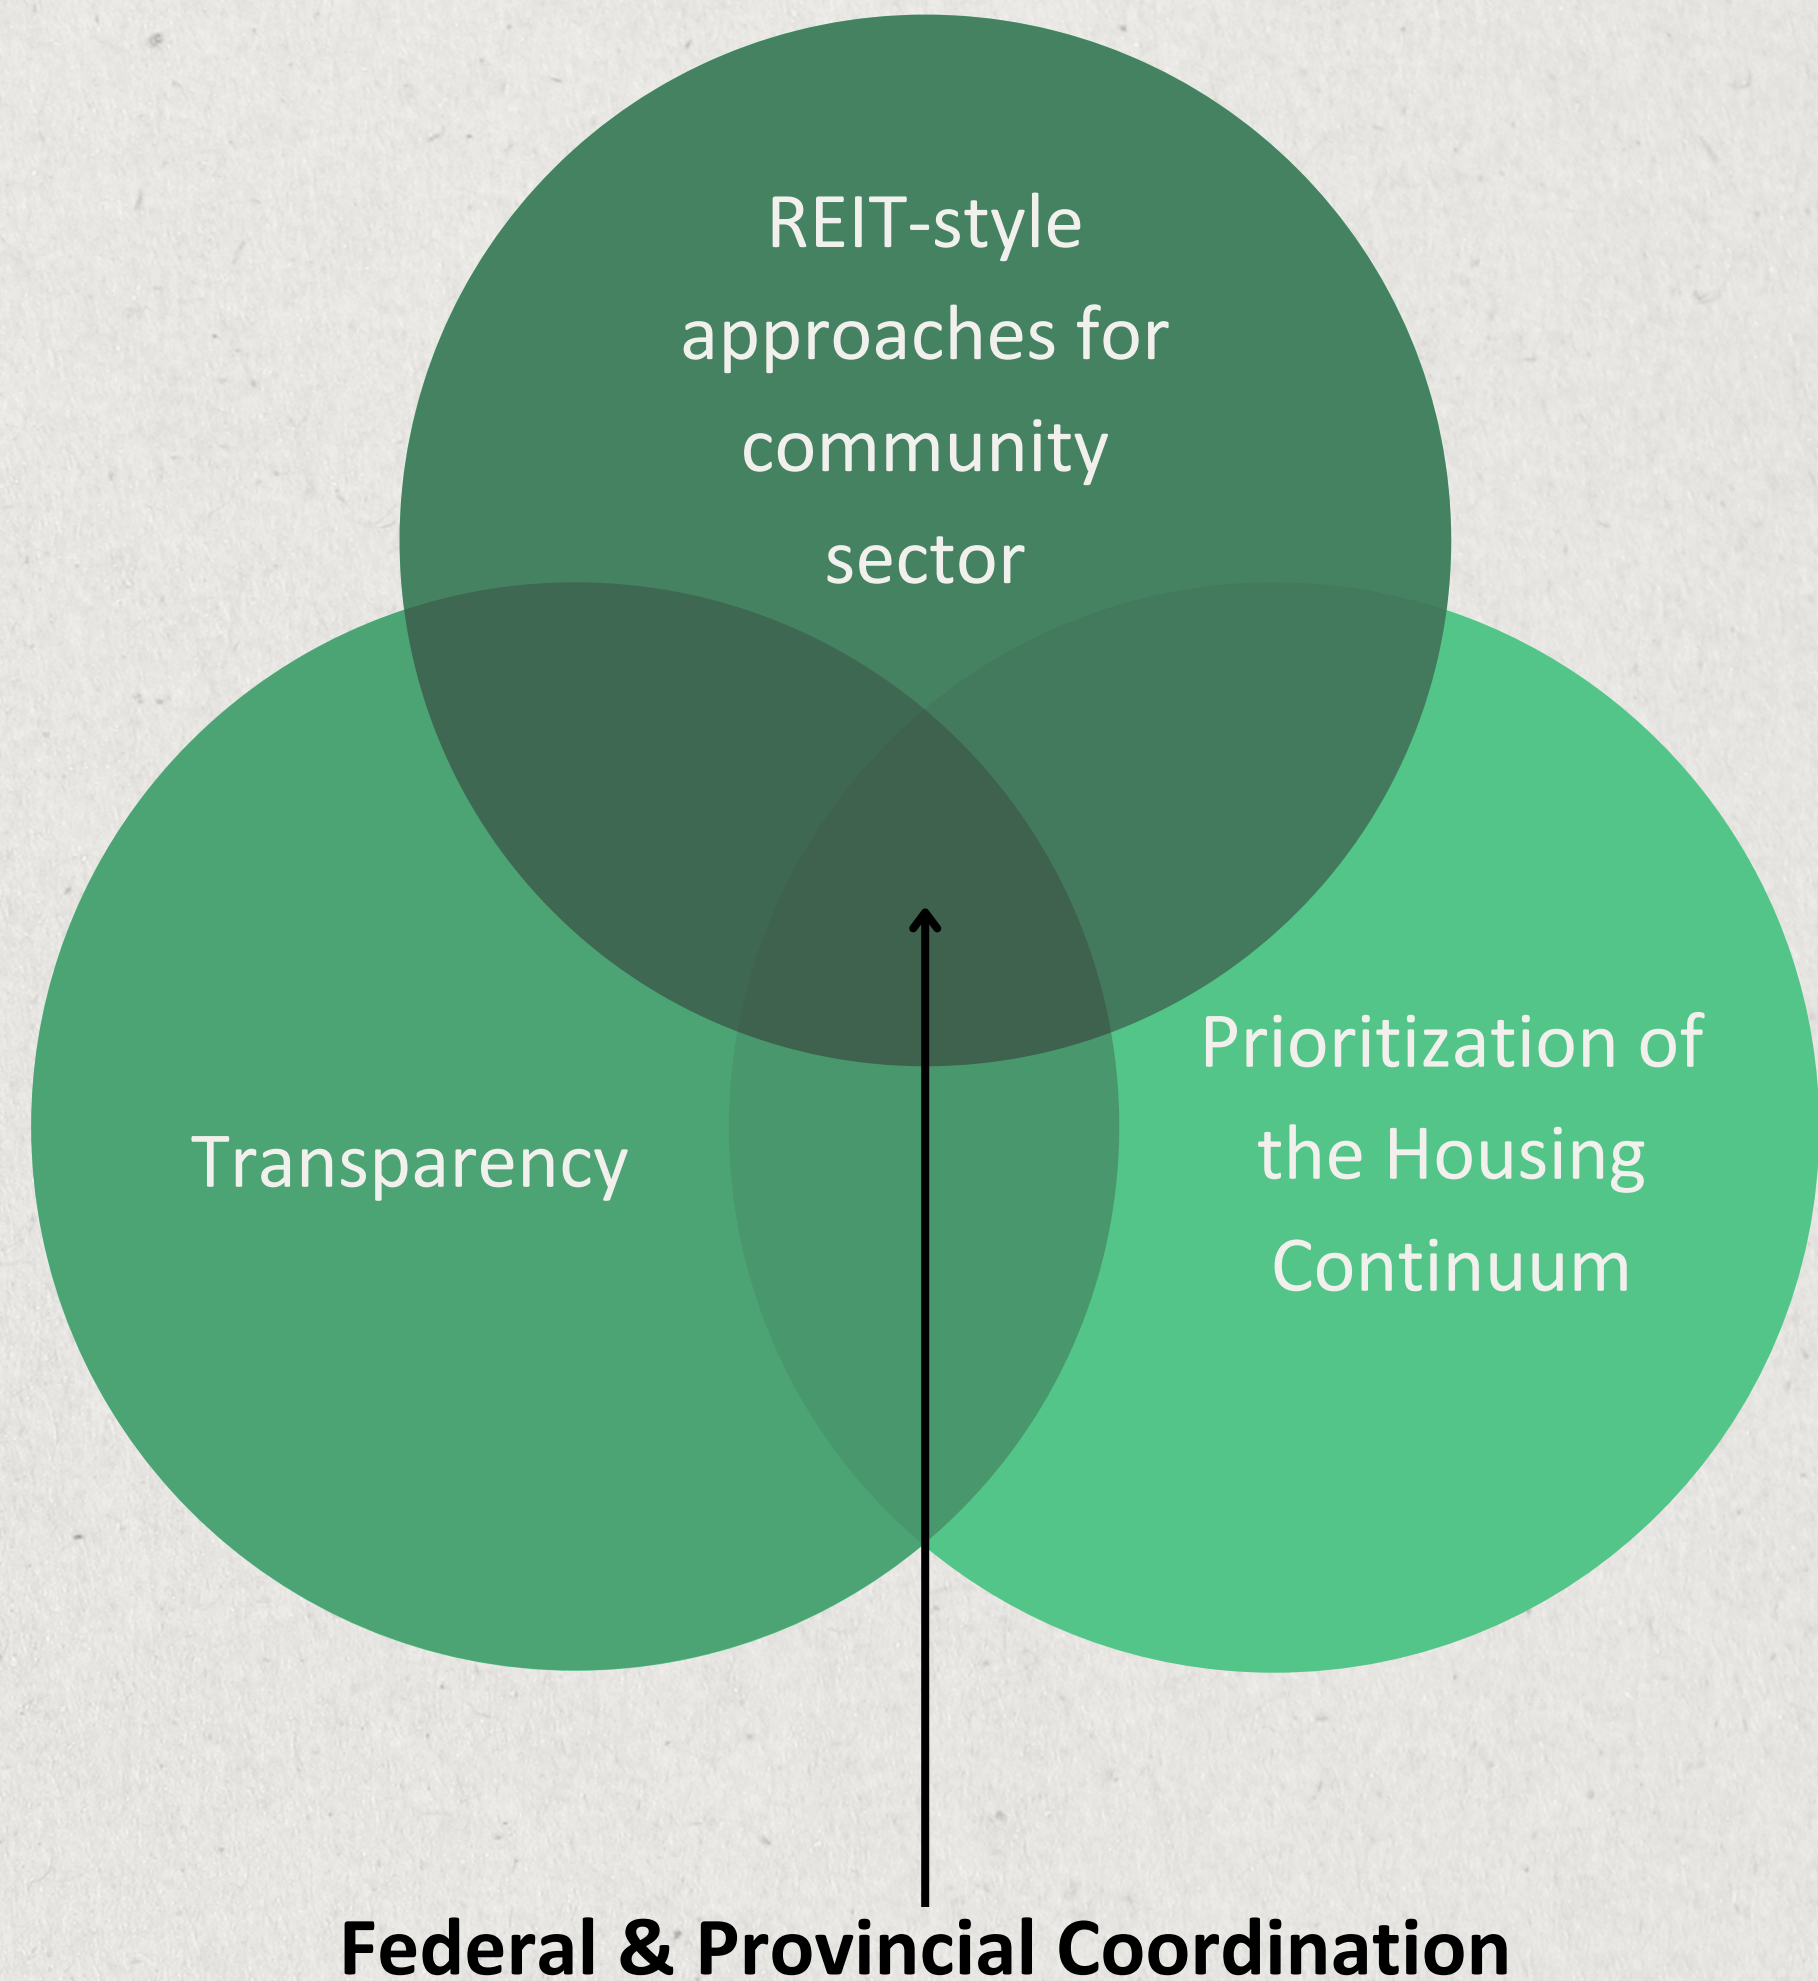 REIT-style
approaches for
community
sector
Transparency
Prioritization of
the Housing
Continuum
Federal & Provincial Coordination